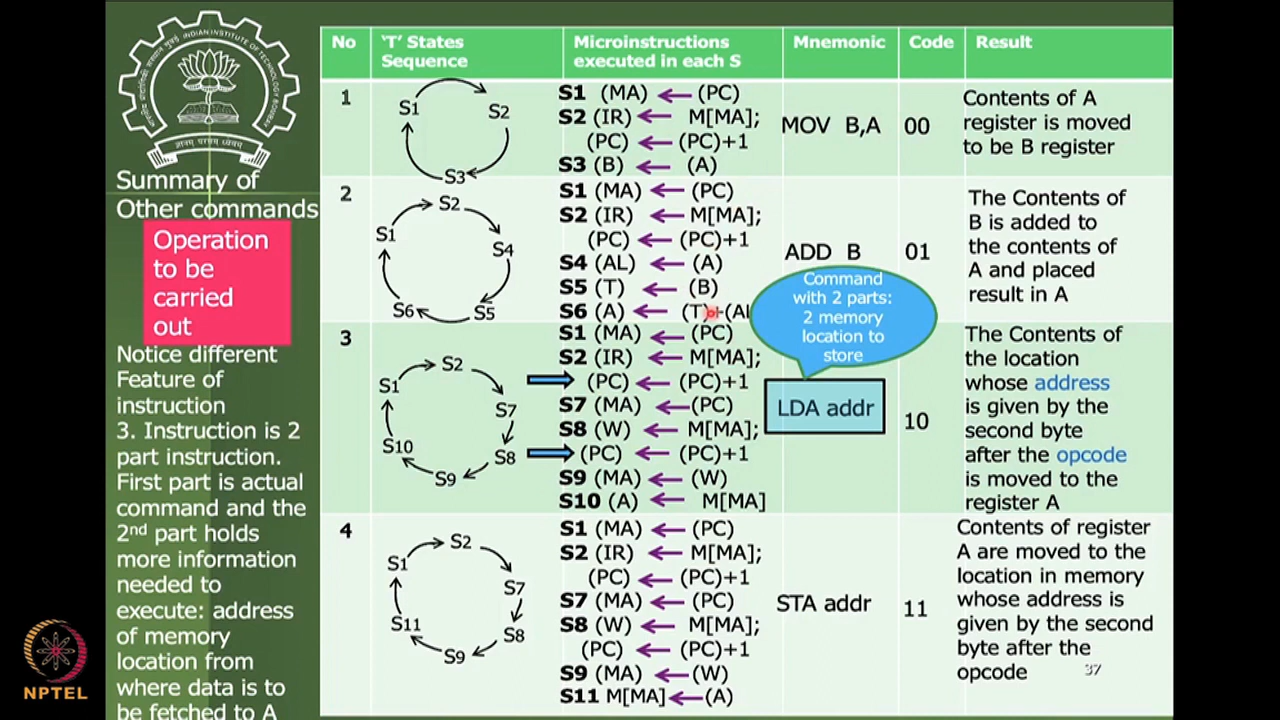 INDIAN INSTITUTE OF TECHNOLOGY BOMBAY
Summary of
Other commands
Operation
to be
carried
out
Notice different
Feature of
instruction
3. Instruction is 2
part instruction.
First part is actual
command and the
2nd part holds
more information
needed to
execute: address
of memory
location from
where data is to
be fetched to A
NPTEL
No
‘T’ States
Sequence
Microinstructions
executed in each S
Mnemonic
Code
Result
1
S1
S2
S3
S1 (MA) ← (PC)
S2 (IR) ← M[MA];
(PC) ← (PC)+1
S3 (B) ← (A)
MOV B,A
00
Contents of A
register is moved
to be B register
2
S2
S1
S4
S6
S5
S1 (MA) ← (PC)
S2 (IR) ← M[MA];
(PC) ← (PC)+1
S4 (AL) ← (A)
S5 (T) ← (B)
S6 (A) ← (T)+(Al
ADD B
01
The Contents of
B is added to
the contents of
A and placed
result in A
Command
with 2 parts:
2 memory
location to
store
3
S2
S1
S7
S10
S8
S9
S1 (MA) ← (PC)
S2 (IR) ← M[MA];
(PC) ← (PC)+1
S7 (MA) ← (PC)
S8 (W) ← M[MA];
(PC) ← (PC)+1
S9 (MA) ← (W)
S10 (A) ← M[MA]
LDA addr
10
The Contents of
the location
whose address
is given by the
second byte
after the opcode
is moved to the
register A
4
S2
S1
S7
S11
S8
S9
S1 (MA) ← (PC)
S2 (IR) ← M[MA];
(PC) ← (PC)+1
S7 (MA) ← (PC)
S8 (W) ← M[MA];
(PC) ← (PC)+1
S9 (MA) ← (W)
S11 M[MA] ← (A)
STA addr
11
Contents of register
A are moved to the
location in memory
whose address is
given by the second
byte after the
opcode
37